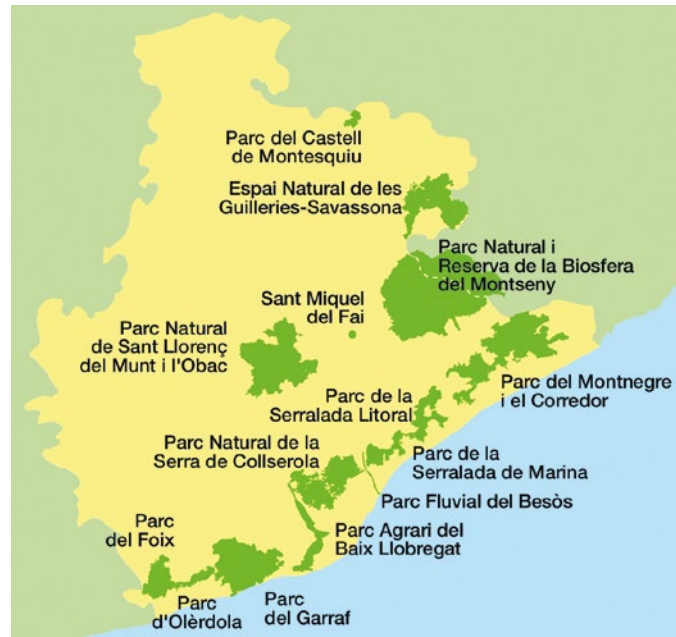 Parc del Castell
de Montesquiu
Espai Natural de les
Guilleries-Savassona
Parc Natural i
Reserva de la Biosfera
del Montseny
Sant Miquel
del Fai
Parc Natural
de Sant Llorenç
del Munt i l'Obac
Parc del Montnegre
i el Corredor
Parc de la
Serralada Litoral
Parc Natural de la
Serra de Collserola
Parc de la
Serralada de Marina
Parc Fluvial del Besòs
Parc Agrari del
Baix Llobregat
Parc
del Foix
Parc
d'Olèrdola
Parc
del Garraf